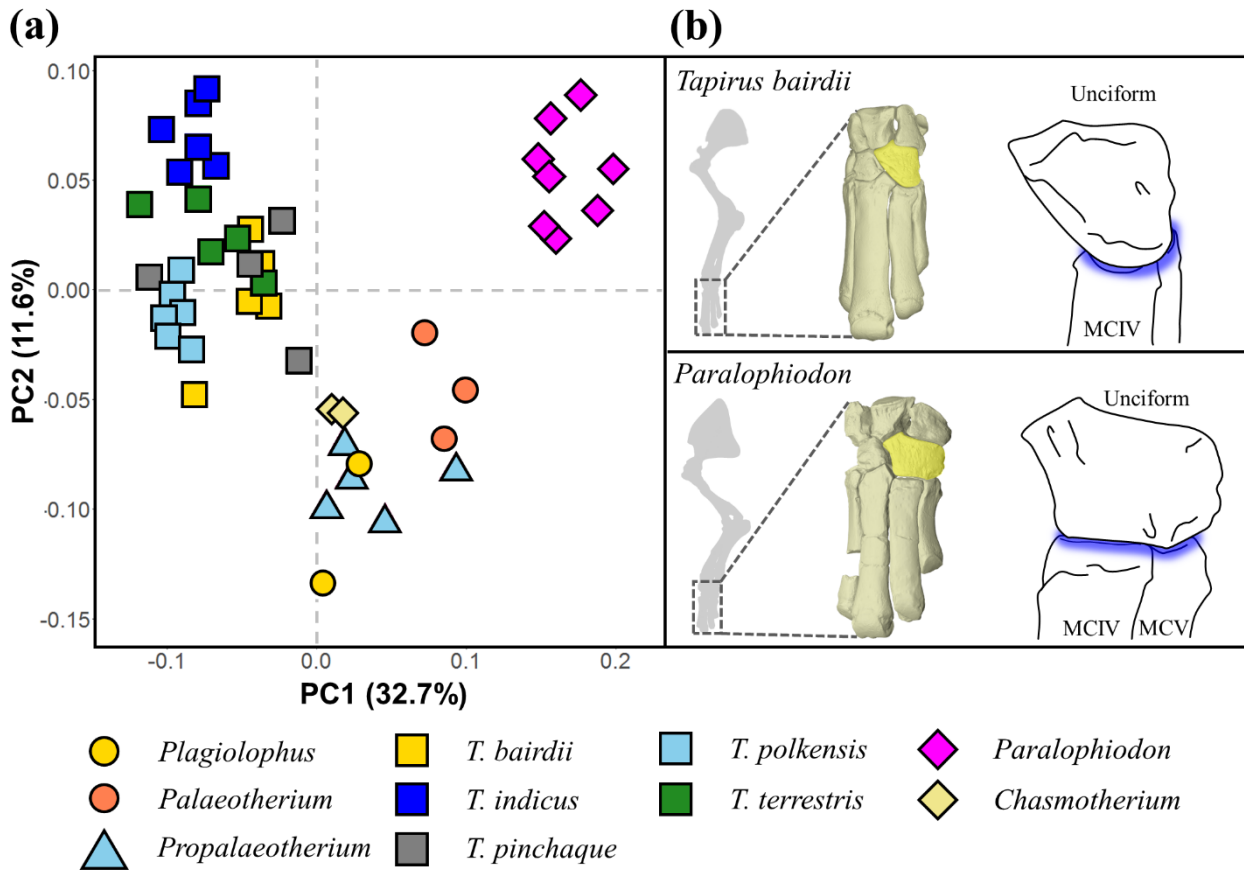 (a)
(b)
0.10
0.05
0.00
-0.05
-0.10
-0.15
PC2 (11.6%)
-0.1
0.0
0.1
0.2
PC1 (32.7%)
Tapirus bairdii
Unciform
MCIV
Paralophiodon
Unciform
MCIV
MCV
Plagiolophus
T. bairdii
T. polkensis
Paralophiodon
Palaeotherium
T. indicus
T. terrestris
Chasmotherium
Propalaeotherium
T. pinchaque